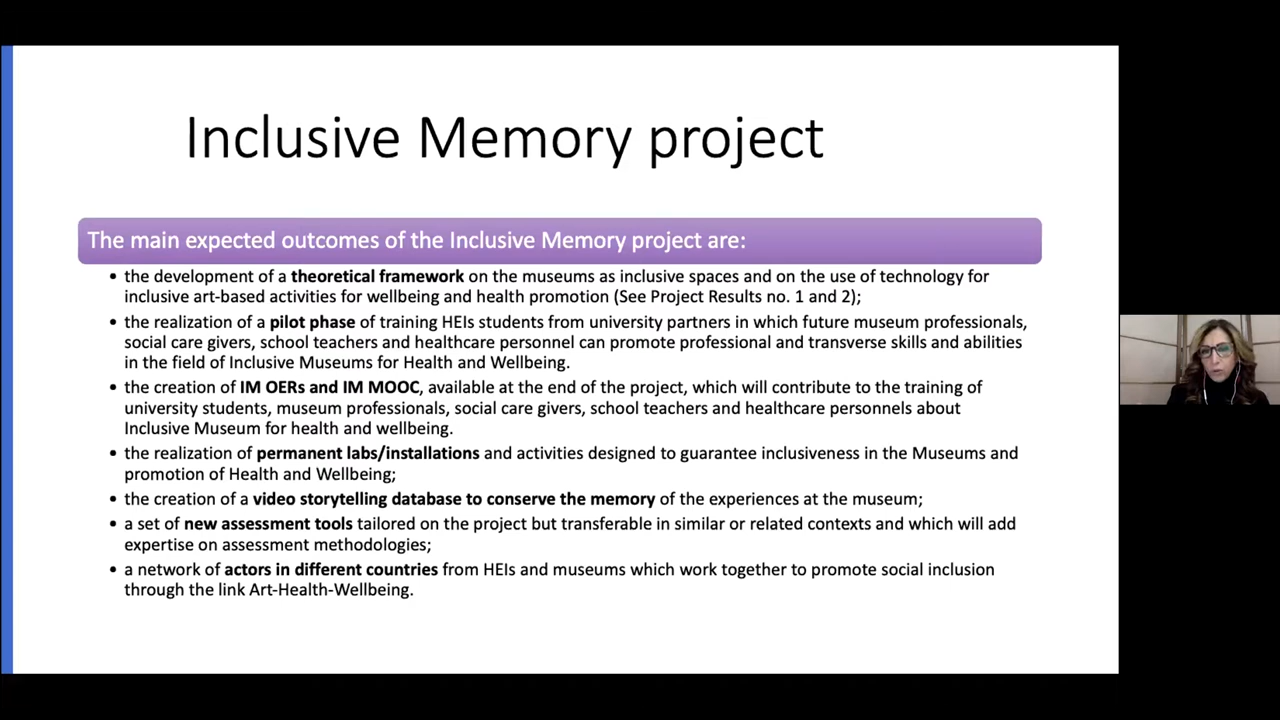 Inclusive Memory project
The main expected outcomes of the Inclusive Memory project are:
• the development of a theoretical framework on the museums as inclusive spaces and on the use of technology for
inclusive art-based activities for wellbeing and health promotion (See Project Results no. 1 and 2);
• the realization of a pilot phase of training HEIs students from university partners in which future museum professionals,
social care givers, school teachers and healthcare personnel can promote professional and transverse skills and abilities
in the field of Inclusive Museums for Health and Wellbeing.
• the creation of IM OERs and IM MOOC, available at the end of the project, which will contribute to the training of
university students, museum professionals, social care givers, school teachers and healthcare personnels about
Inclusive Museum for health and wellbeing.
• the realization of permanent labs/installations and activities designed to guarantee inclusiveness in the Museums and
promotion of Health and Wellbeing;
• the creation of a video storytelling database to conserve the memory of the experiences at the museum;
• a set of new assessment tools tailored on the project but transferable in similar or related contexts and which will add
expertise on assessment methodologies;
• a network of actors in different countries from HEIs and museums which work together to promote social inclusion
through the link Art-Health-Wellbeing.